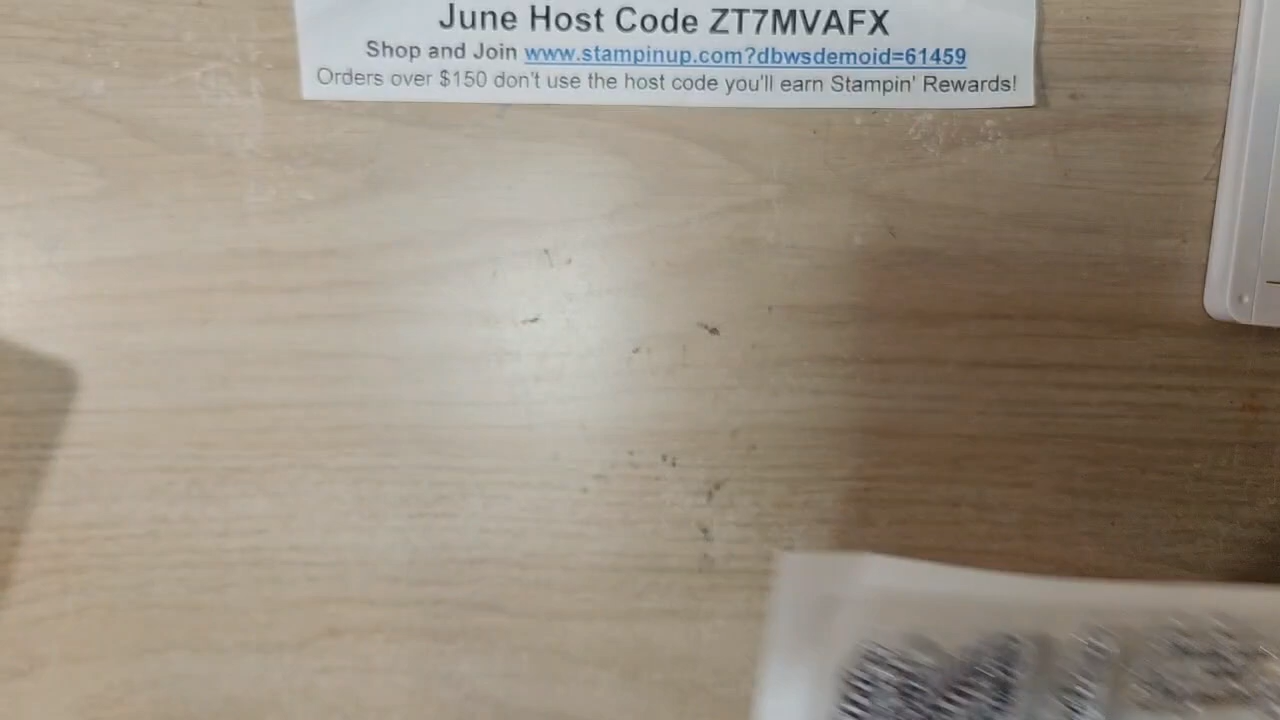 June Host Code ZT7MVAFX
Shop and Join www.stampinup.com?dbwsdemoid=61459
Orders over $150 don't use the host code you'll earn Stampin' Rewards!